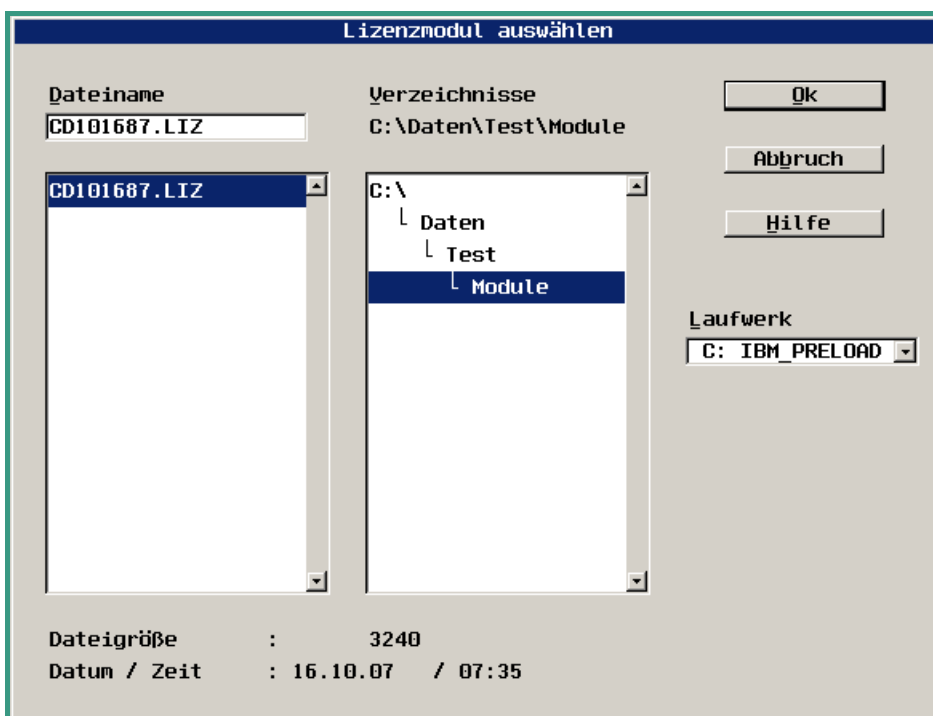 Lizenzmodul auswählen
Dateiname
CD101687.LIZ
CD101687.LIZ
Verzeichnisse
C:\Daten\Test\Module
C:\
Daten
Test
Module
Ok
Abbruch
Hilfe
Laufwerk
C: IBM_PRELOAD
Dateigröße : 3240
Datum / Zeit : 16.10.07 / 07:35